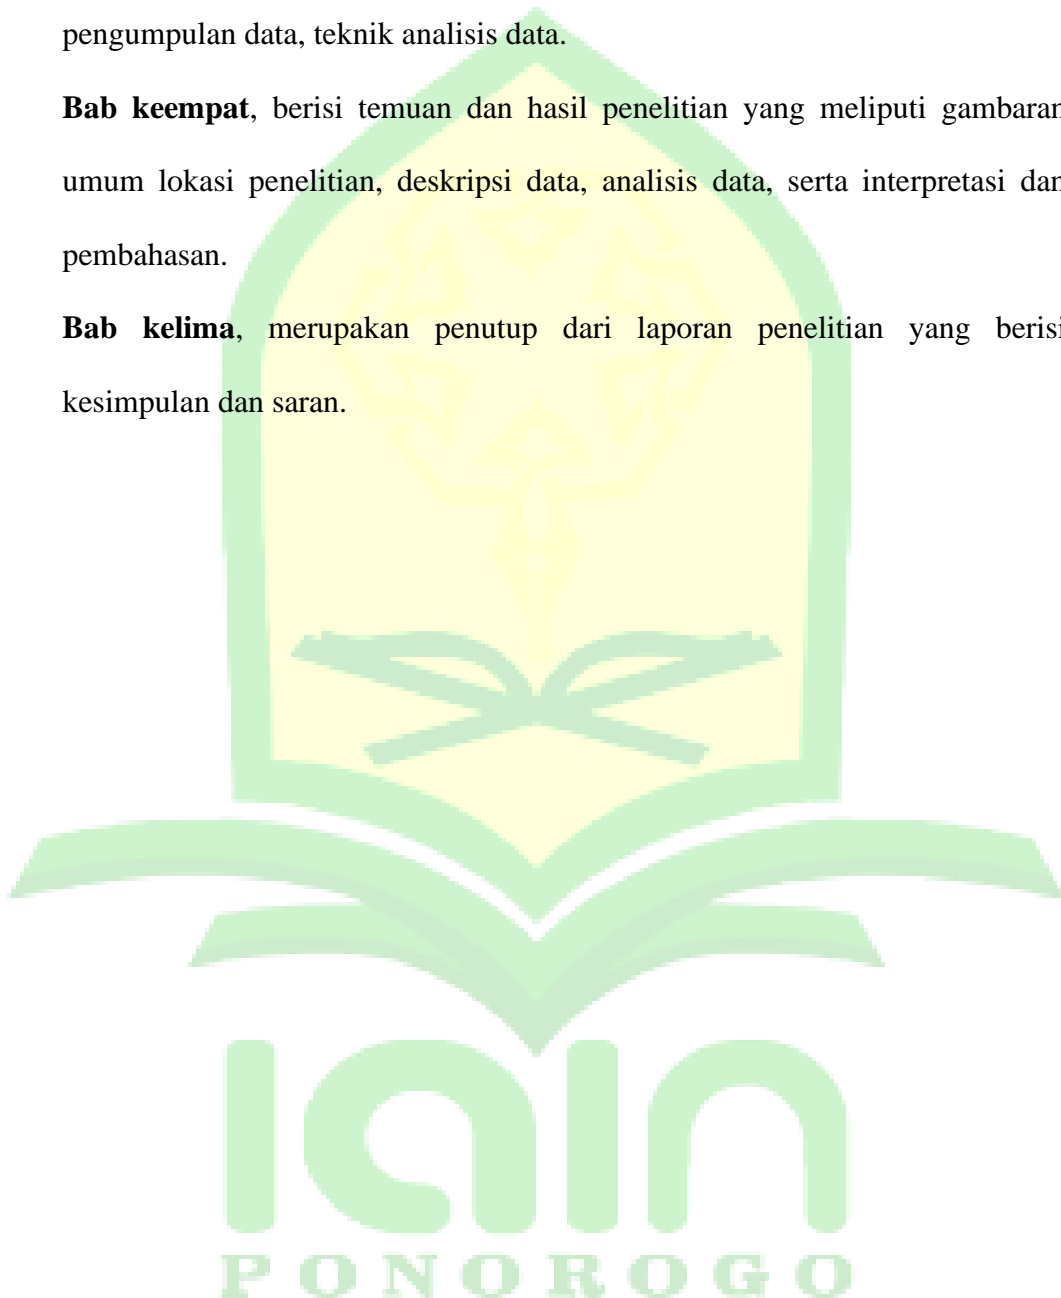 pengumpulan data, teknik analisis data.
Bab keempat, berisi temuan dan hasil penelitian yang meliputi gambaran
umum lokasi penelitian, deskripsi data, analisis data, serta interpretasi dan
pembahasan.
Bab kelima, merupakan penutup dari laporan penelitian yang berisi
kesimpulan dan saran.
iain
PONOROGO